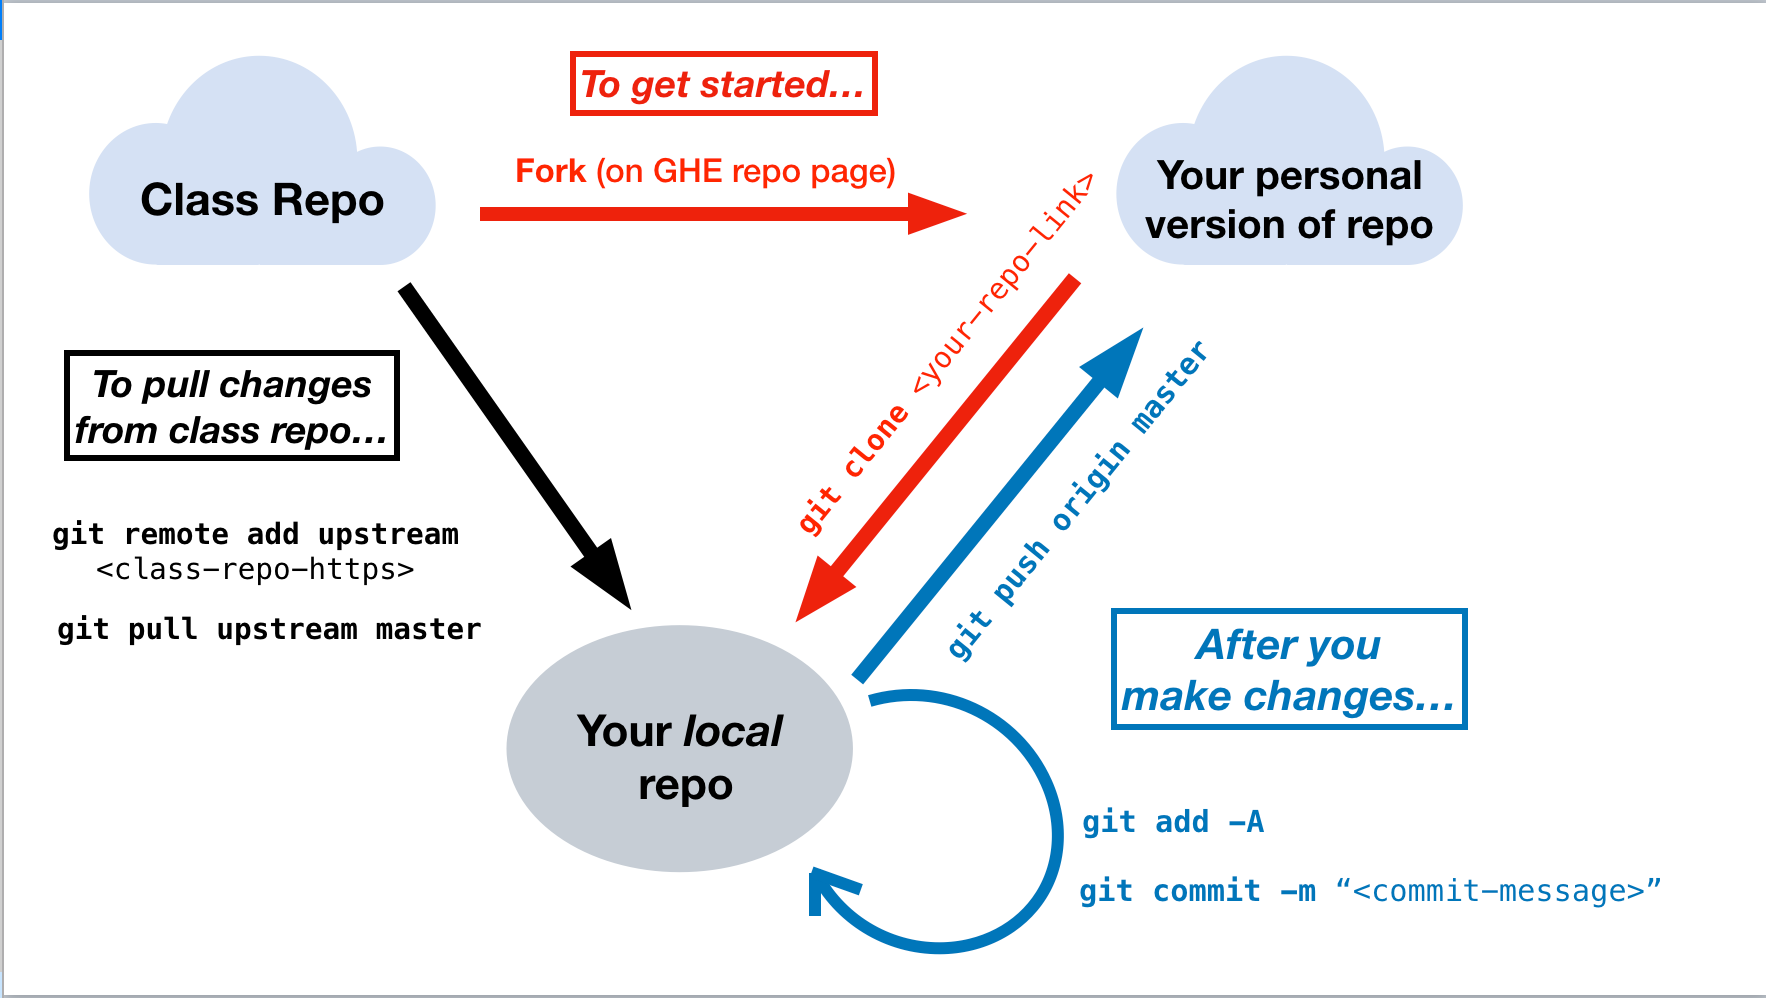 To get started...
Fork (on GHE repo page)
Class Repo
Your personal
version of repo
git clone <your-repo-link>
git push origin master
To pull changes
from class repo...
git remote add upstream
<class-repo-https>
git pull upstream master
Your local
repo
After you
make changes...
git add -A
git commit -m “<commit-message>”